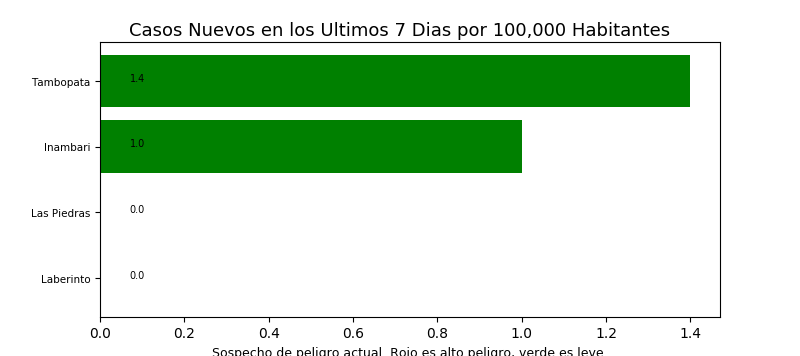 Casos Nuevos en los Ultimos 7 Dias por 100,000 Habitantes
Tambopata 1.4
Inambari 1.0
Las Piedras 0.0
Laberinto 0.0
0.0 0.2 0.4 0.6 0.8 1.0 1.2 1.4
Sospecho de peligro actual. Rojo es alto peligro, verde es leve